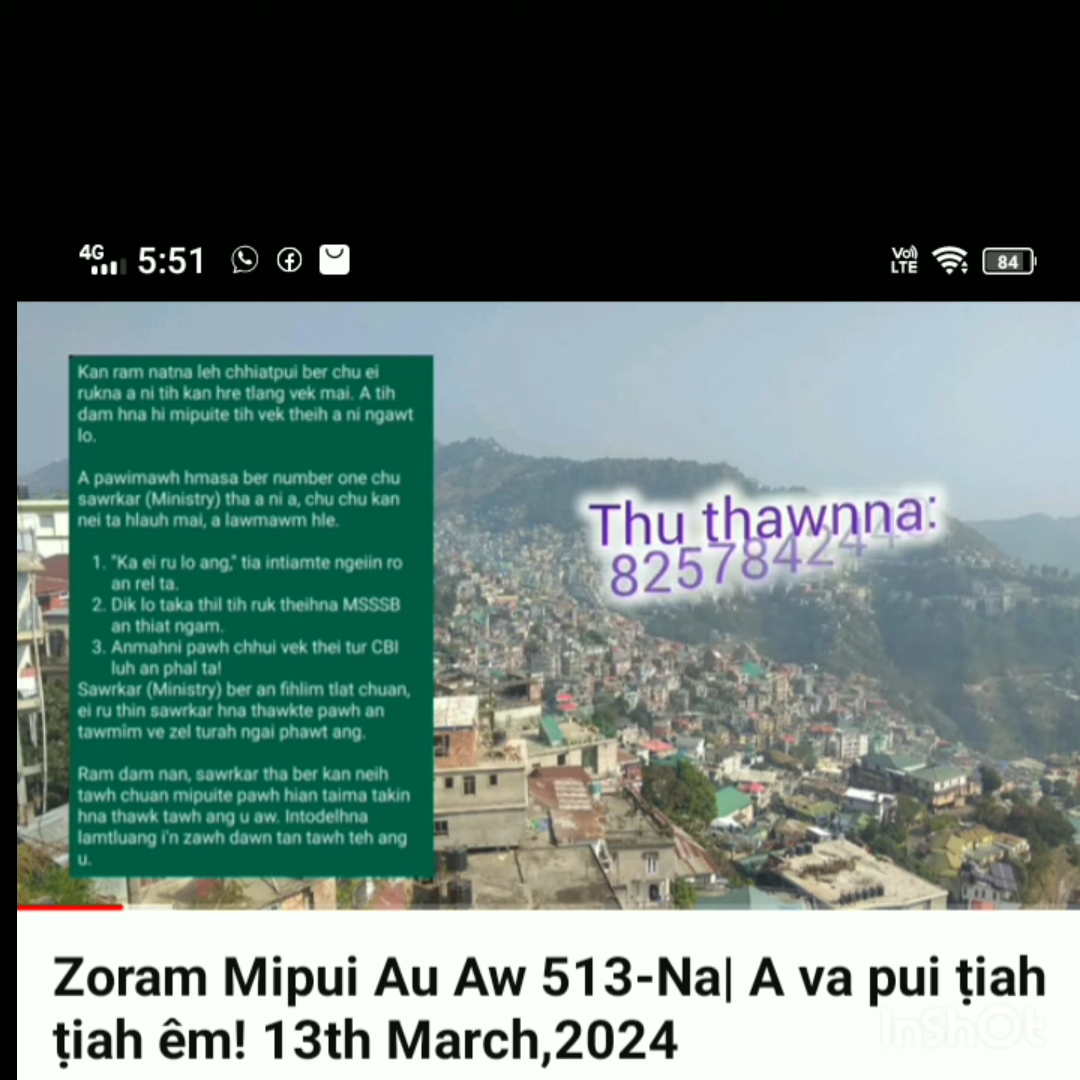 4G 5:51 Vo)) LTE 84
Kan ram natna leh chhiatpui ber chu ei
rukna a ni tih kan hre tlang vek mai. A tih
dam hna hi mipuite tih vek theih a ni ngawt
lo.
A pawimawh hmasa ber number one chu
sawrkar (Ministry) tha a ni a, chu chu kan
nei ta hlauh mai, a lawmawm hle.
1. "Ka ei ru lo ang," tia intiamte ngeiin ro
an rel ta.
2. Dik lo taka thil tih ruk theihna MSSSB
an thiat ngam.
3. Anmahni pawh chhui vek thei tur CBI
luh an phal ta!
Sawrkar (Ministry) ber an fihlim tlat chuan,
ei ru thin sawrkar hna thawkte pawh an
tawmîm ve zel turah ngai phawt ang.
Ram dam nan, sawrkar tha ber kan neih
tawh chuan mipuite pawh hian taima takin
hna thawk tawh ang u aw. Intodelhna
lamtluang i'n zawh dawn tan tawh teh ang
u.
Thu thawnna:
Zoram Mipui Au Aw 513-Na| A va pui ṭiah
ṭiah êm! 13th March,2024
InShOt